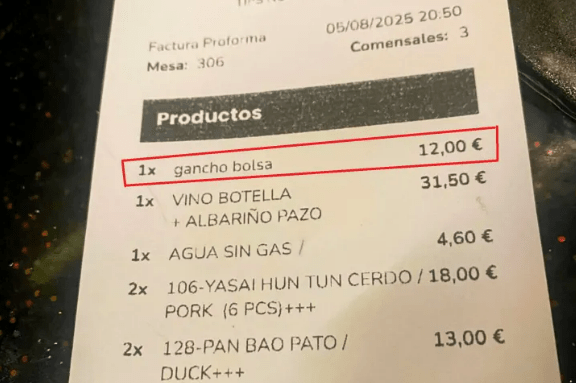 Factura Proforma
05/08/2025 20:50
Mesa: 306
Comensales: 3
Productos
1x gancho bolsa 12,00 €
1x VINO BOTELLA 31,50 €
+ ALBARIÑO PAZO
1x AGUA SIN GAS / 4,60 €
2x 106-YASAI HUN TUN CERDO / 18,00 €
PORK (6 PCS)+++
2x 128-PAN BAO PATO / 13,00 €
DUCK+++